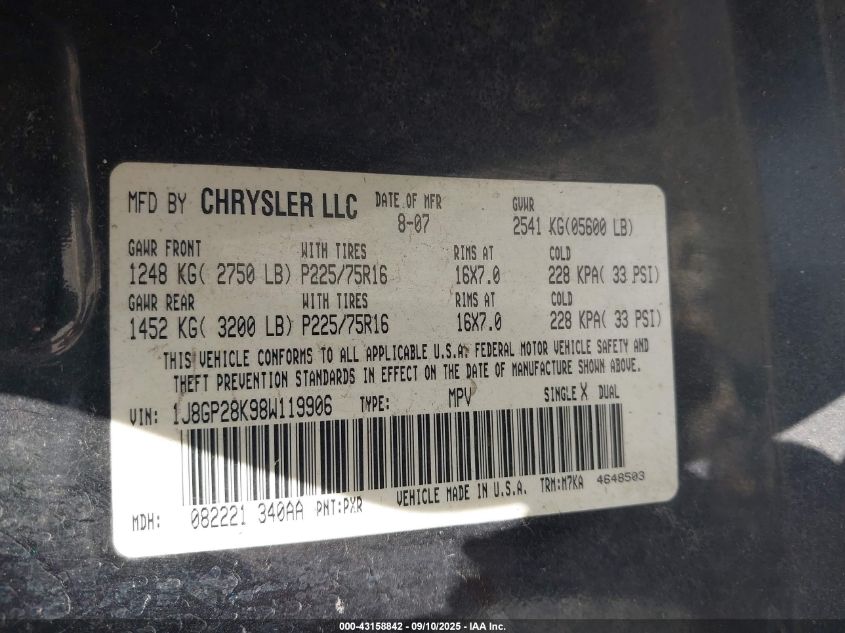 MFD BY CHRYSLER LLC DATE OF MFR GVWR
8-07 2541 KG(05600 LB)
GAWR FRONT WITH TIRES RIMS AT COLD
1248 KG( 2750 LB) P225/75R16 16X7.0 228 KPA( 33 PSI)
GAWR REAR WITH TIRES RIMS AT COLD
1452 KG( 3200 LB) P225/75R16 16X7.0 228 KPA( 33 PSI)
THIS VEHICLE CONFORMS TO ALL APPLICABLE U.S.A. FEDERAL MOTOR VEHICLE SAFETY AND
THEFT PREVENTION STANDARDS IN EFFECT ON THE DATE OF MANUFACTURE SHOWN ABOVE.
VIN: 1J8GP28K98W119906 TYPE: MPV SINGLE X DUAL
MDH: 082221 340AA PNT:PXR VEHICLE MADE IN U.S.A. TRM:M7KA 4648503
000-43158842 - 09/10/2025 - IAA Inc.